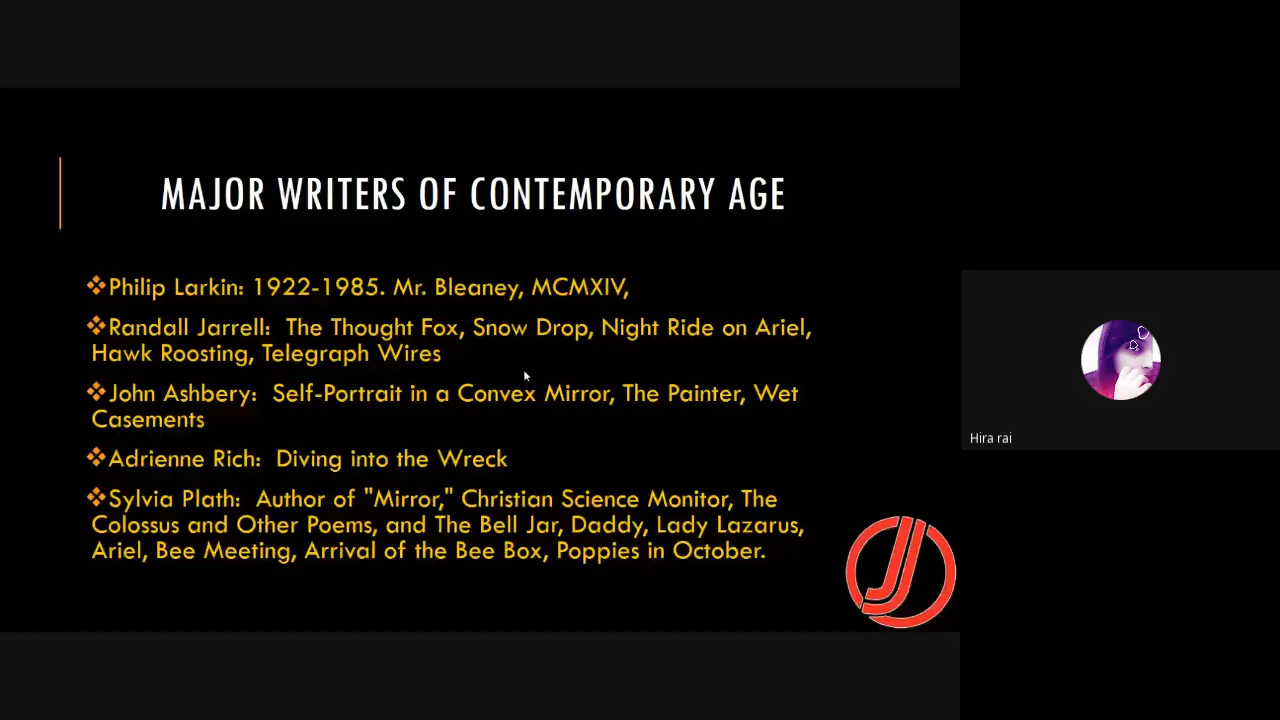 MAJOR WRITERS OF CONTEMPORARY AGE
❖Philip Larkin: 1922-1985. Mr. Bleaney, MCMXIV,
❖Randall Jarrell:  The Thought Fox, Snow Drop, Night Ride on Ariel,
Hawk Roosting, Telegraph Wires
❖John Ashbery:  Self-Portrait in a Convex Mirror, The Painter, Wet
Casements
❖Adrienne Rich:  Diving into the Wreck
❖Sylvia Plath:  Author of "Mirror," Christian Science Monitor, The
Colossus and Other Poems, and The Bell Jar, Daddy, Lady Lazarus,
Ariel, Bee Meeting, Arrival of the Bee Box, Poppies in October.
Hira rai